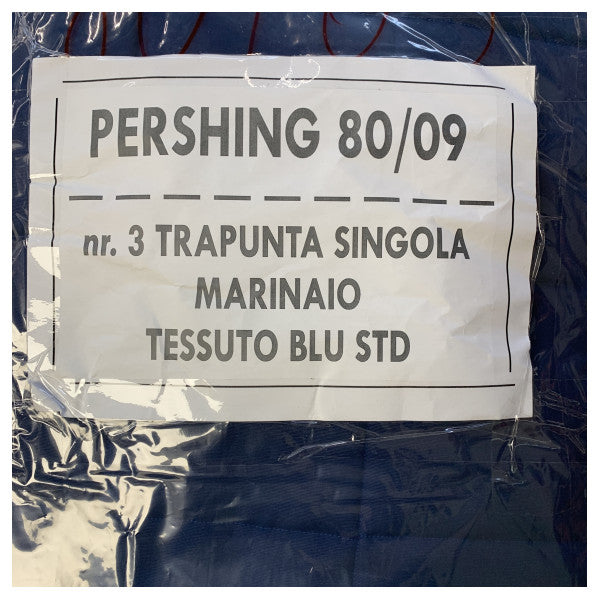 PERSHING 80/09
nr. 3 TRAPUNTA SINGOLA
MARINAIO
TESSUTO BLU STD